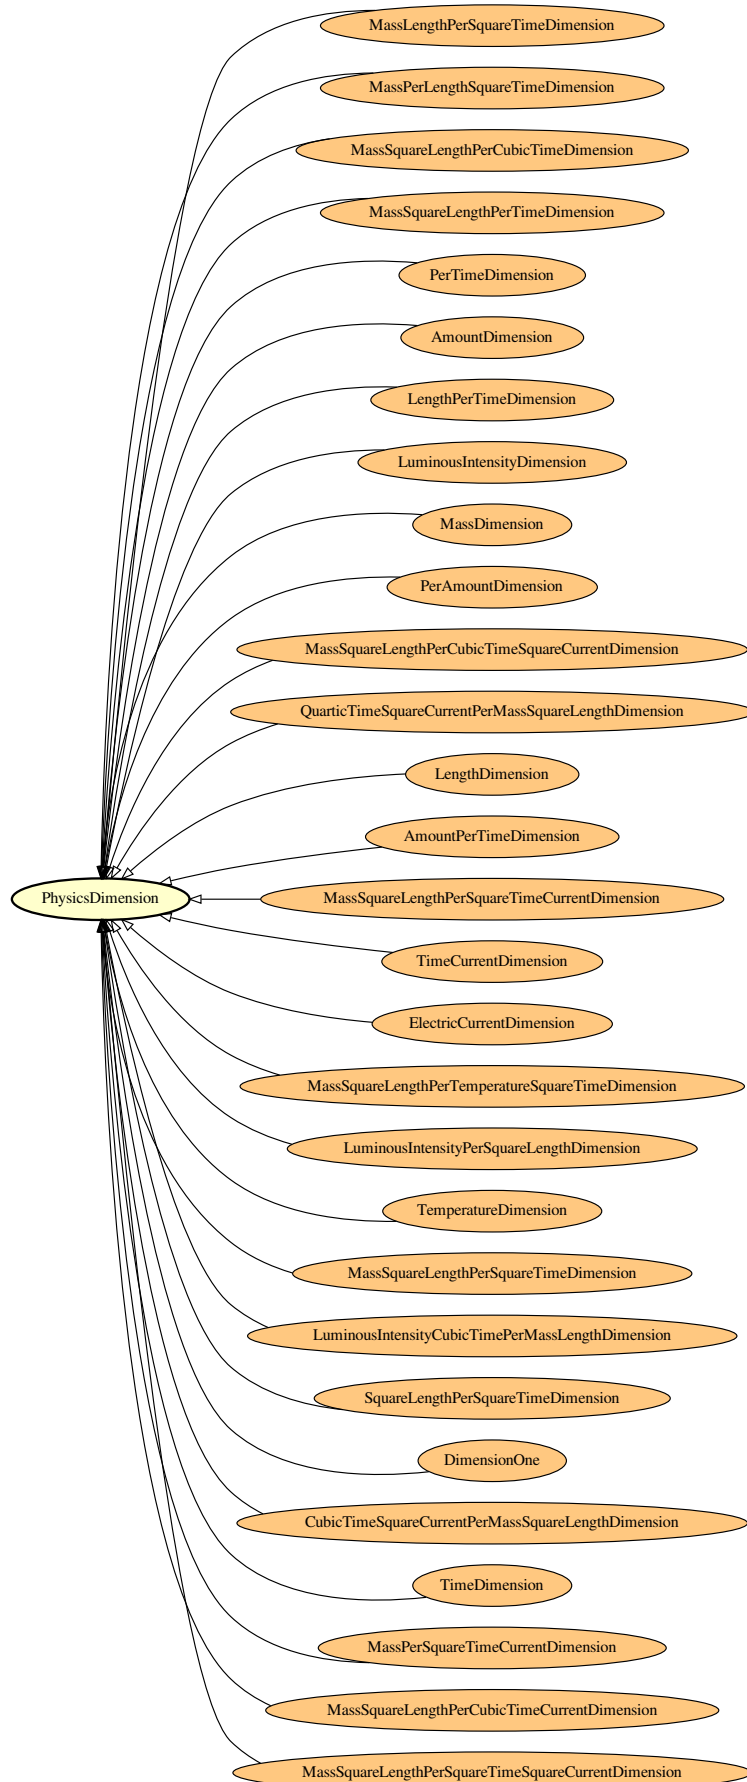 MassLengthPerSquareTimeDimension
MassPerLengthSquareTimeDimension
MassSquareLengthPerCubicTimeDimension
MassSquareLengthPerTimeDimension
PerTimeDimension
AmountDimension
LengthPerTimeDimension
LuminousIntensityDimension
MassDimension
PerAmountDimension
MassSquareLengthPerCubicTimeSquareCurrentDimension
QuarticTimeSquareCurrentPerMassSquareLengthDimension
LengthDimension
AmountPerTimeDimension
PhysicsDimension
MassSquareLengthPerSquareTimeCurrentDimension
TimeCurrentDimension
ElectricCurrentDimension
MassSquareLengthPerTemperatureSquareTimeDimension
LuminousIntensityPerSquareLengthDimension
TemperatureDimension
MassSquareLengthPerSquareTimeDimension
LuminousIntensityCubicTimePerMassLengthDimension
SquareLengthPerSquareTimeDimension
DimensionOne
CubicTimeSquareCurrentPerMassSquareLengthDimension
TimeDimension
MassPerSquareTimeCurrentDimension
MassSquareLengthPerCubicTimeCurrentDimension
MassSquareLengthPerSquareTimeSquareCurrentDimension